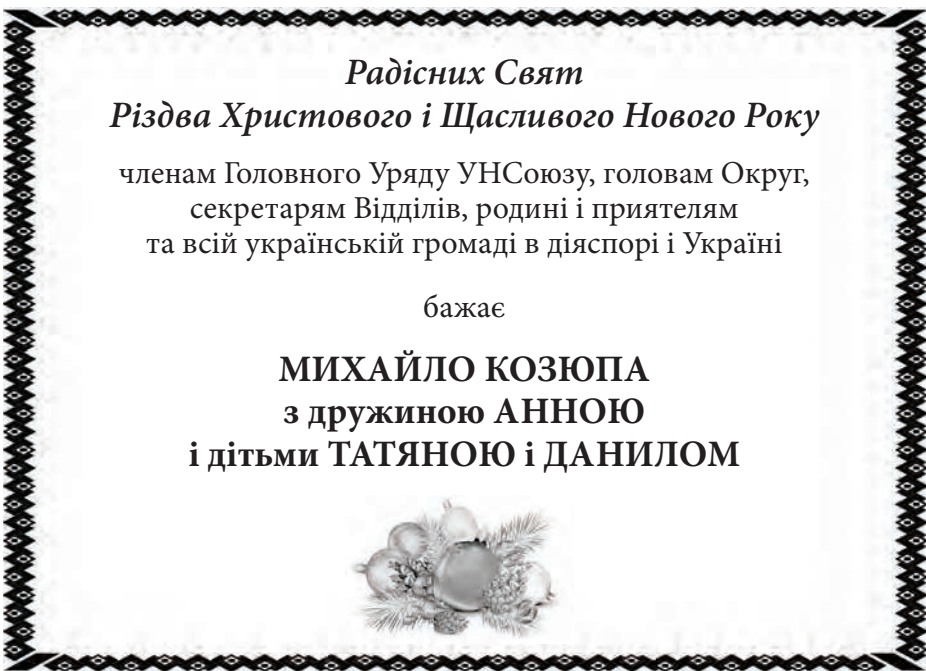 Радісних Свят
Різдва Христового і Щасливого Нового Року
членам Головного Уряду УНСоюзу, головам Округ,
секретарям Відділів, родині і приятелям
та всій українській громаді в діяспорі і Україні
бажає
МИХАЙЛО КОЗЮПА
з дружиною АННОЮ
і дітьми ТАТЯНОЮ і ДАНИЛОМ